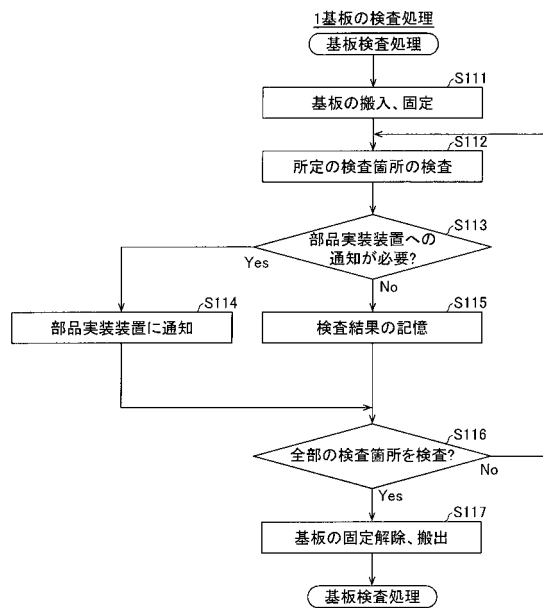 1基板の検査処理
基板検査処理
S111
基板の搬入、固定
S112
所定の検査箇所の検査
S113
部品実装装置への
通知が必要?
Yes
No
S114
部品実装装置に通知
S115
検査結果の記憶
S116
全部の検査箇所を検査?
No
Yes
S117
基板の固定解除、搬出
基板検査処理